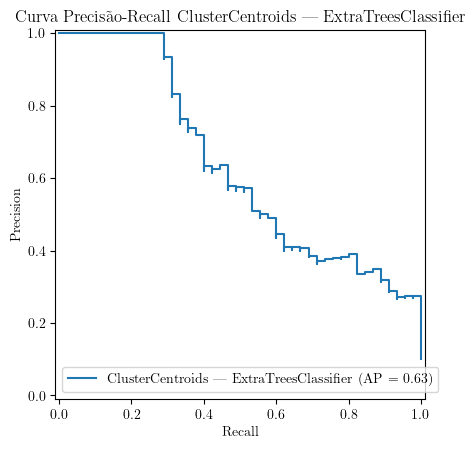 Curva Precisão-Recall ClusterCentroids — ExtraTreesClassifier
1.0
0.8
0.6
0.4
0.2
0.0
Precision
ClusterCentroids — ExtraTreesClassifier (AP = 0.63)
0.0 0.2 0.4 0.6 0.8 1.0
Recall